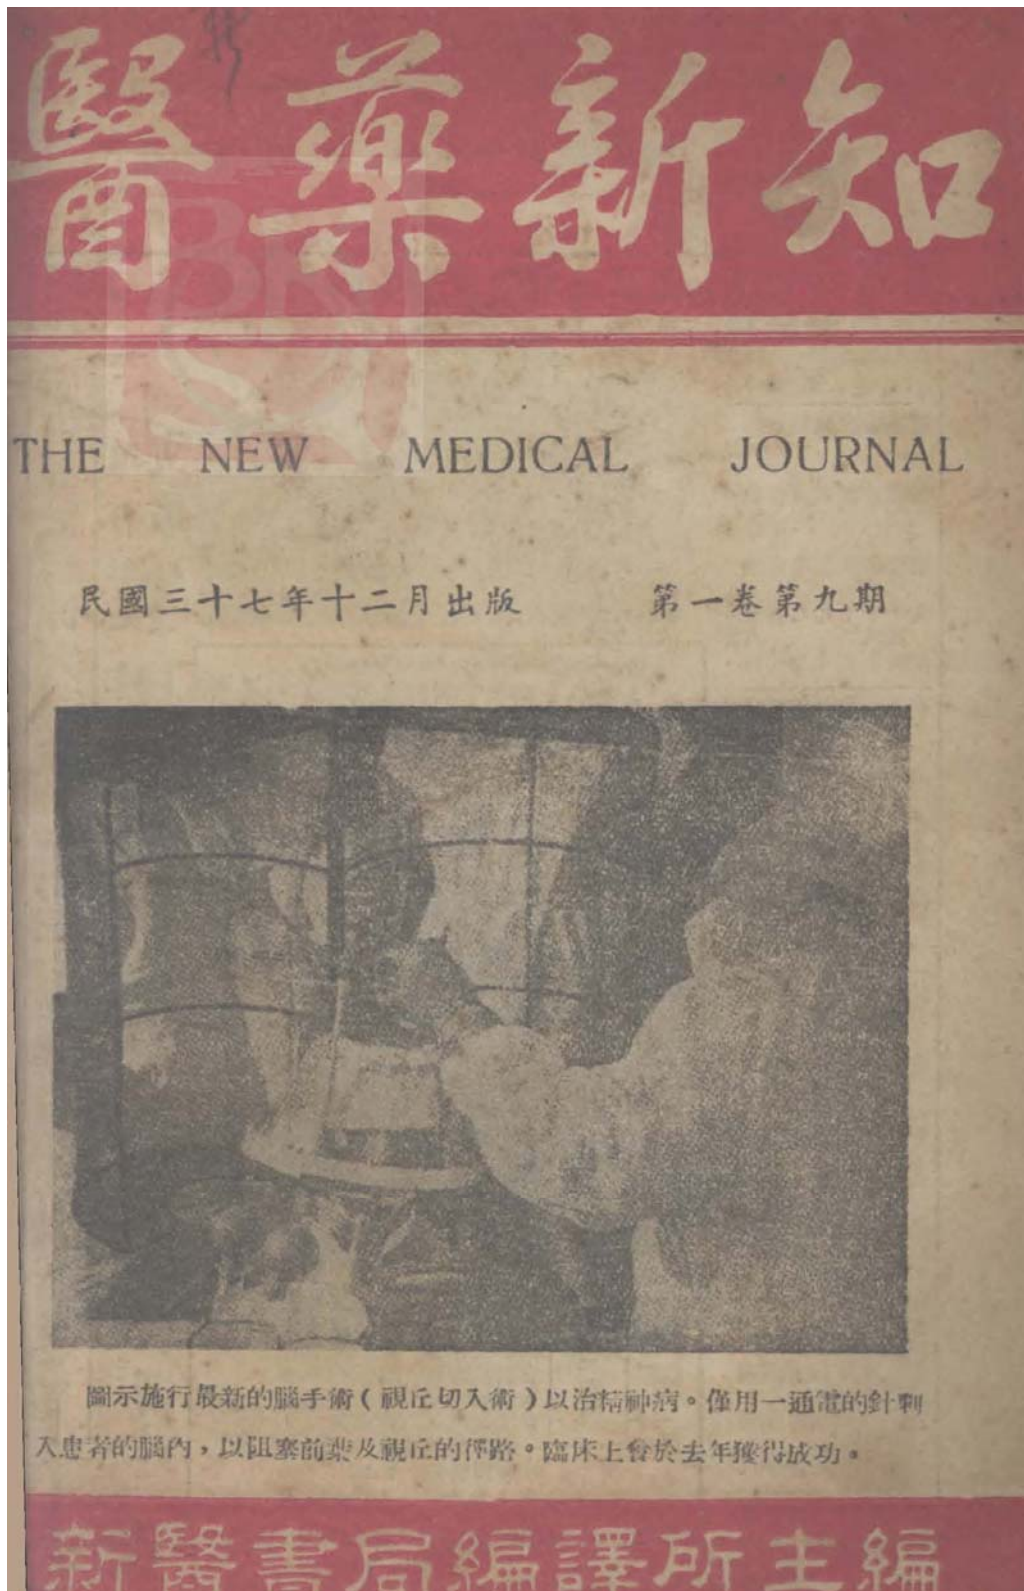 醫藥新知
THE NEW MEDICAL JOURNAL
民國三十七年十二月出版 第一卷第九期
圖示施行最新的腦手術(視丘切入術)以治精神病。僅用一通電的針刺
入患者的腦內,以阻塞前葉及視丘的徑路。臨床上會於去年獲得成功。
新醫書局編譯所主編